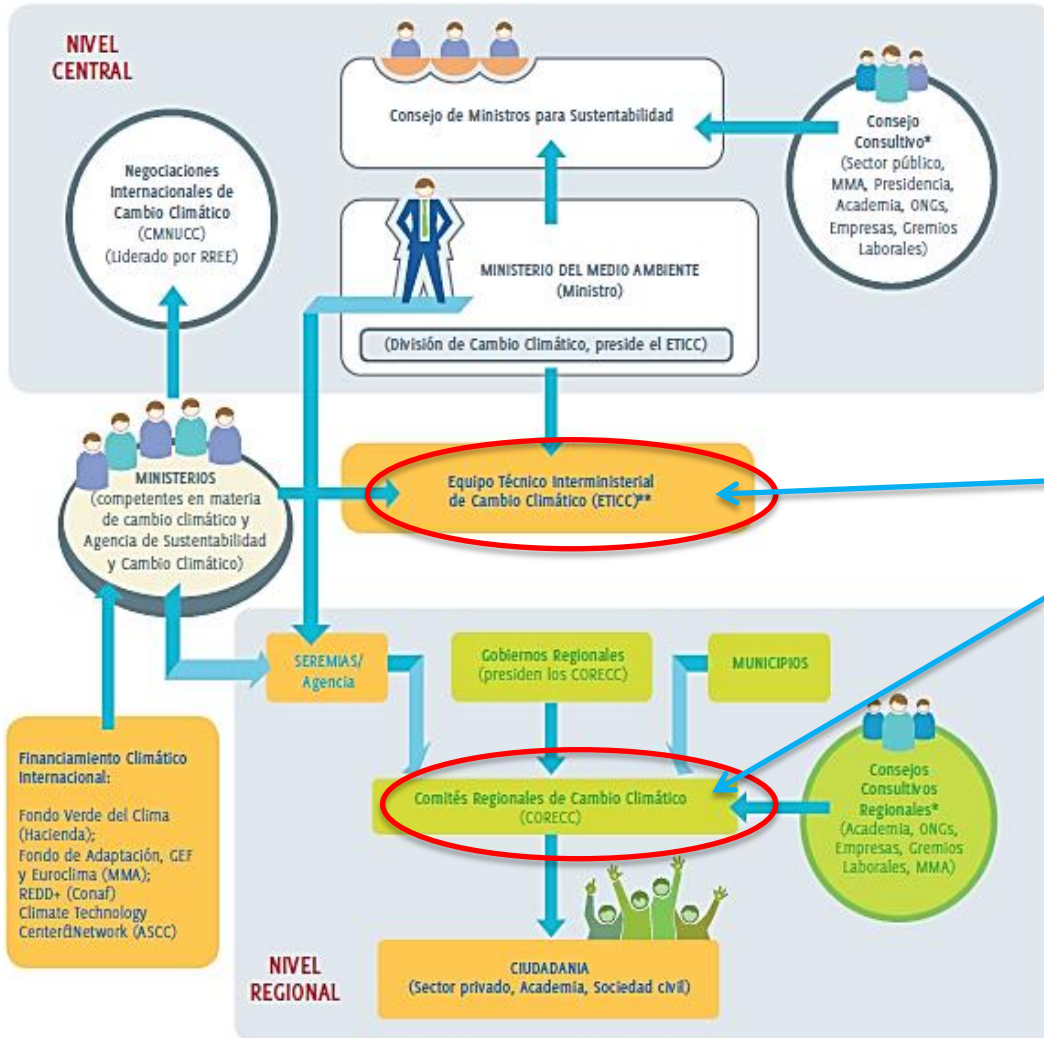 NIVEL
CENTRAL
Consejo de Ministros para Sustentabilidad
Consejo
Consultivo*
(Sector público,
MMA, Presidencia,
Academia, ONGs,
Empresas, Gremios
Laborales)
Negociaciones
Internacionales de
Cambio Climático
(CMNUCC)
(Liderado por RREE)
MINISTERIO DEL MEDIO AMBIENTE
(Ministro)
(División de Cambio Climático, preside el ETICC)
MINISTERIOS
(competentes en materia
de cambio climático y
Agencia de Sustentabilidad
y Cambio Climático)
Equipo Técnico Interministerial
de Cambio Climático (ETICC)**
SEREMIAS/
Agencia
Gobiernos Regionales
(presiden los CORECC)
MUNICIPIOS
Financiamiento Climático
Internacional:
Fondo Verde del Clima
(Hacienda);
Fondo de Adaptación, GEF
y Euroclima (MMA);
REDD+ (Conaf)
Climate Technology
Center&Network (ASCC)
Comités Regionales de Cambio Climático
(CORECC)
Consejos
Consultivos
Regionales*
(Academia, ONGs,
Empresas, Gremios
Laborales, MMA)
NIVEL
REGIONAL
CIUDADANIA
(Sector privado, Academia, Sociedad civil)